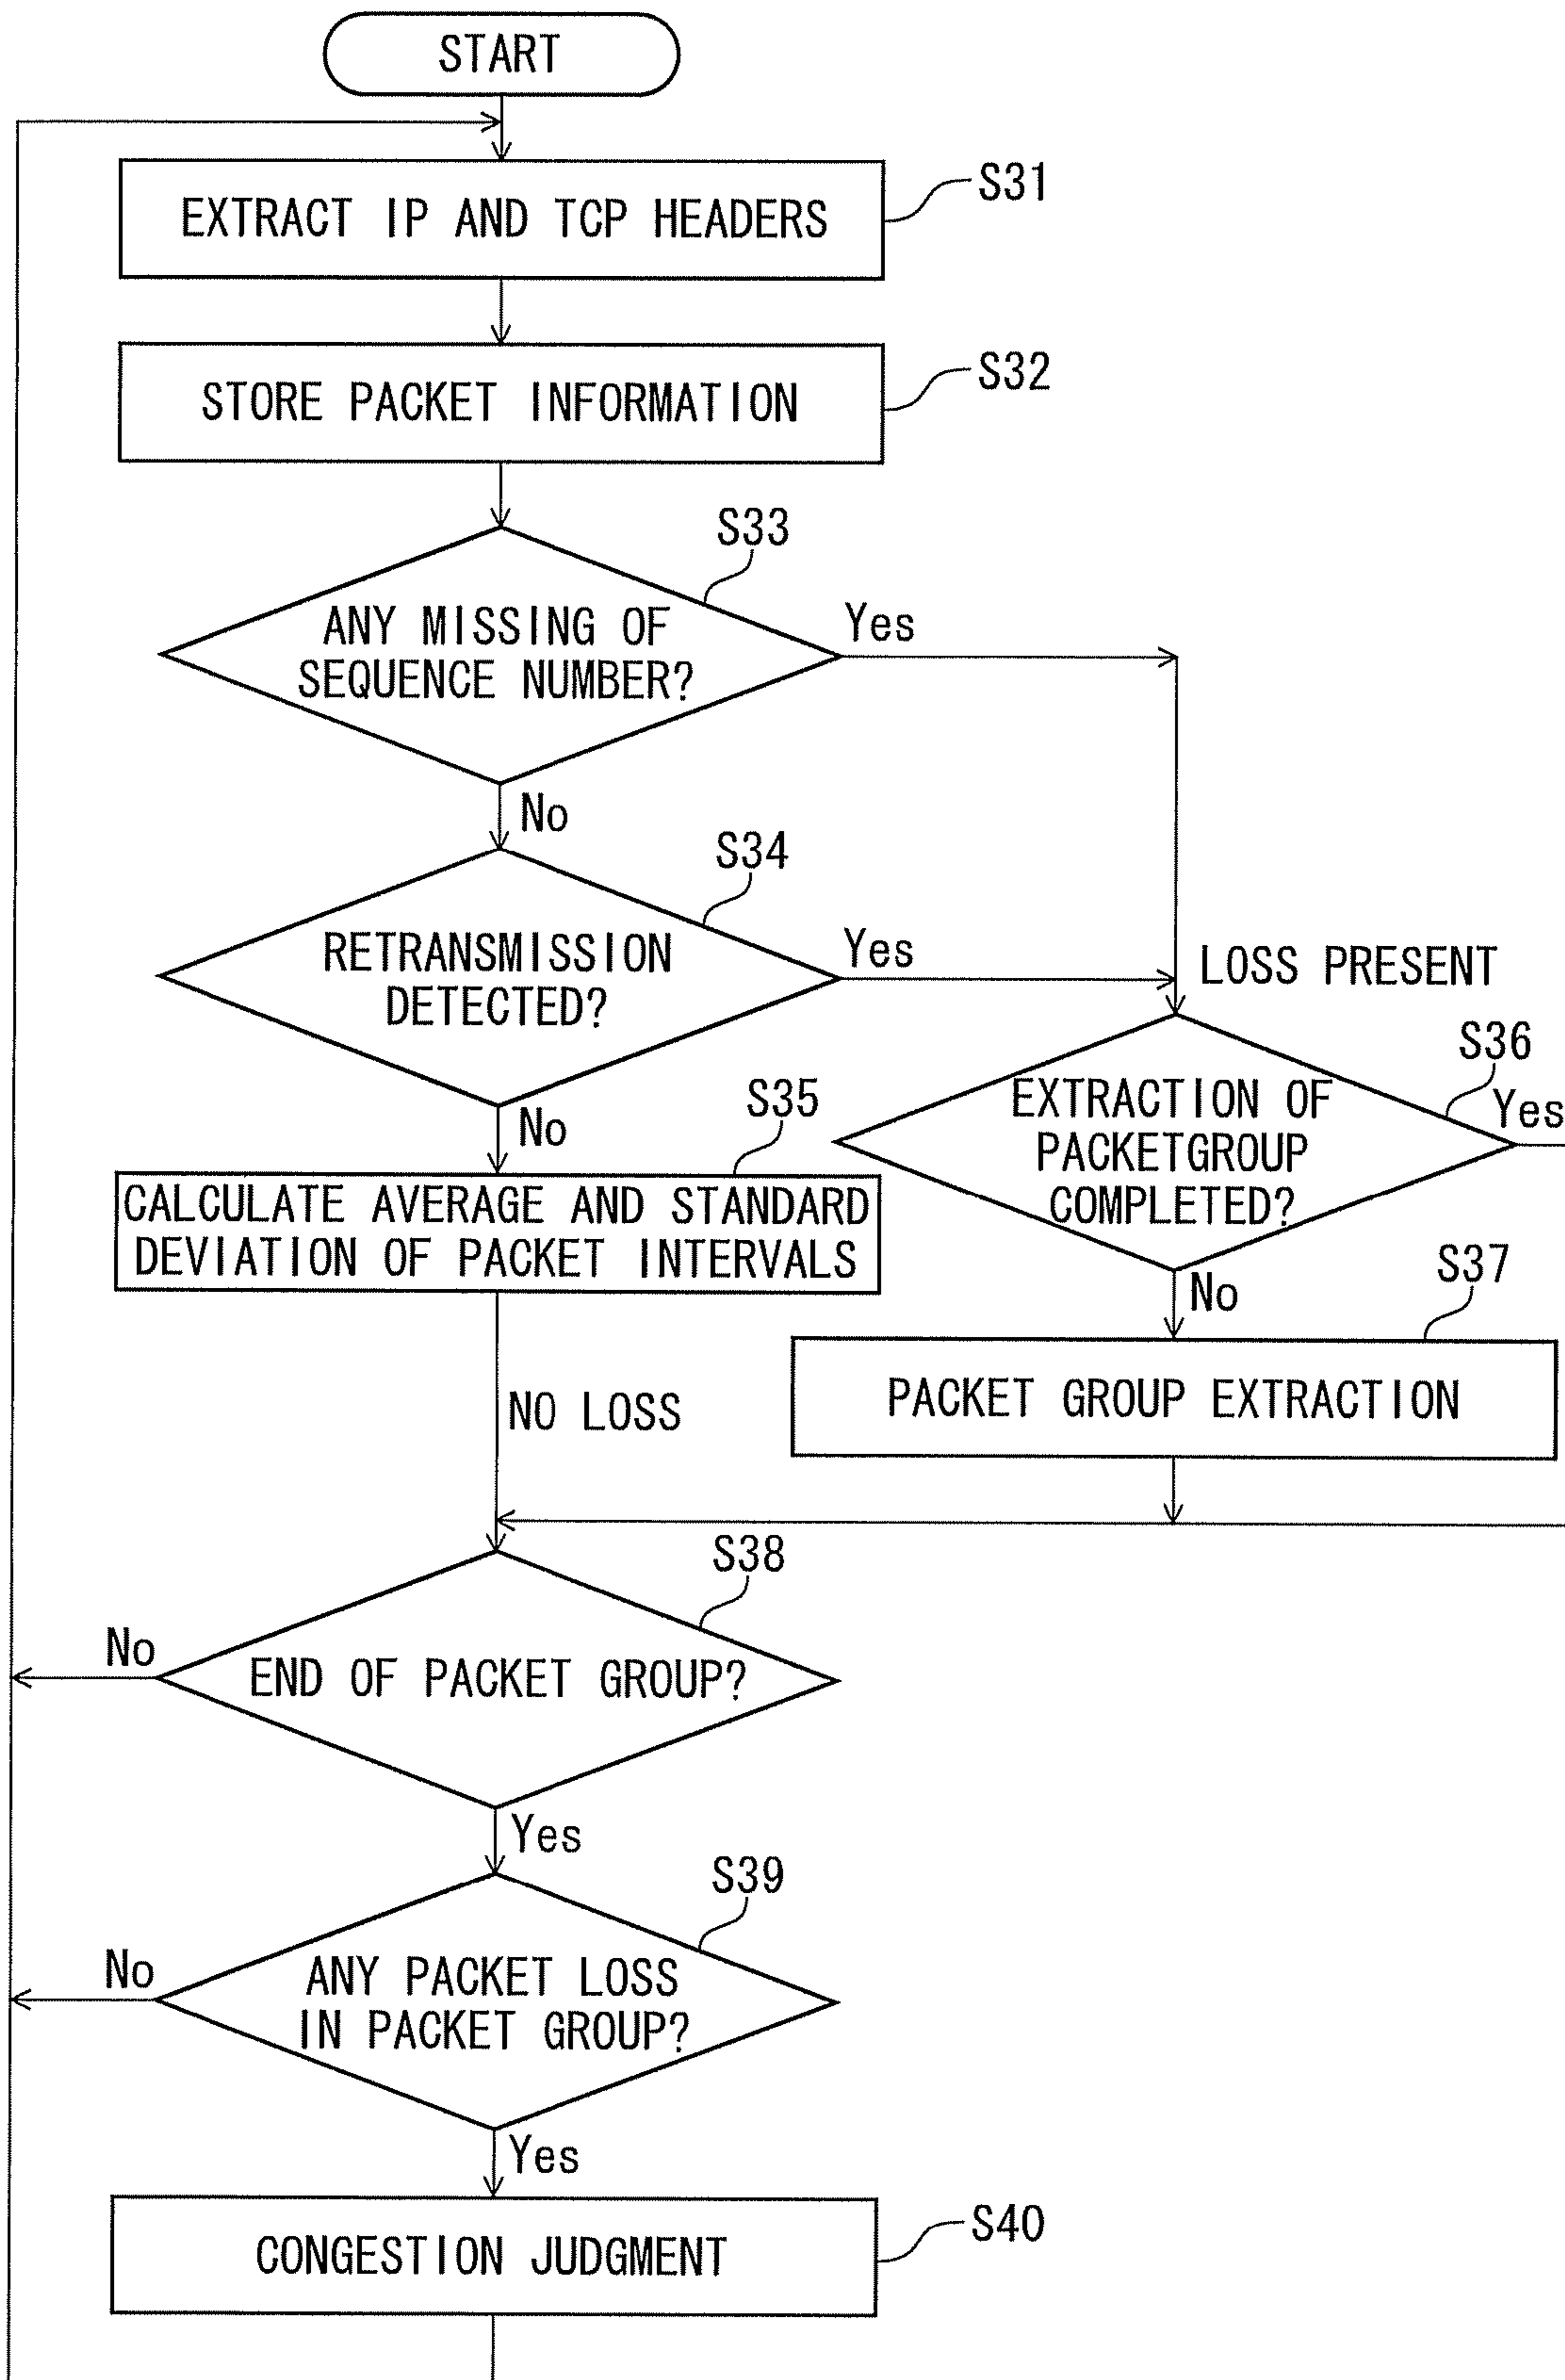 START
EXTRACT IP AND TCP HEADERS
S31
STORE PACKET INFORMATION
S32
S33
ANY MISSING OF
SEQUENCE NUMBER?
Yes
No
S34
RETRANSMISSION
DETECTED?
Yes
LOSS PRESENT
No
S35
CALCULATE AVERAGE AND STANDARD
DEVIATION OF PACKET INTERVALS
S36
EXTRACTION OF
PACKETGROUP
COMPLETED?
Yes
No
S37
PACKET GROUP EXTRACTION
NO LOSS
S38
END OF PACKET GROUP?
No
Yes
S39
ANY PACKET LOSS
IN PACKET GROUP?
No
Yes
CONGESTION JUDGMENT
S40